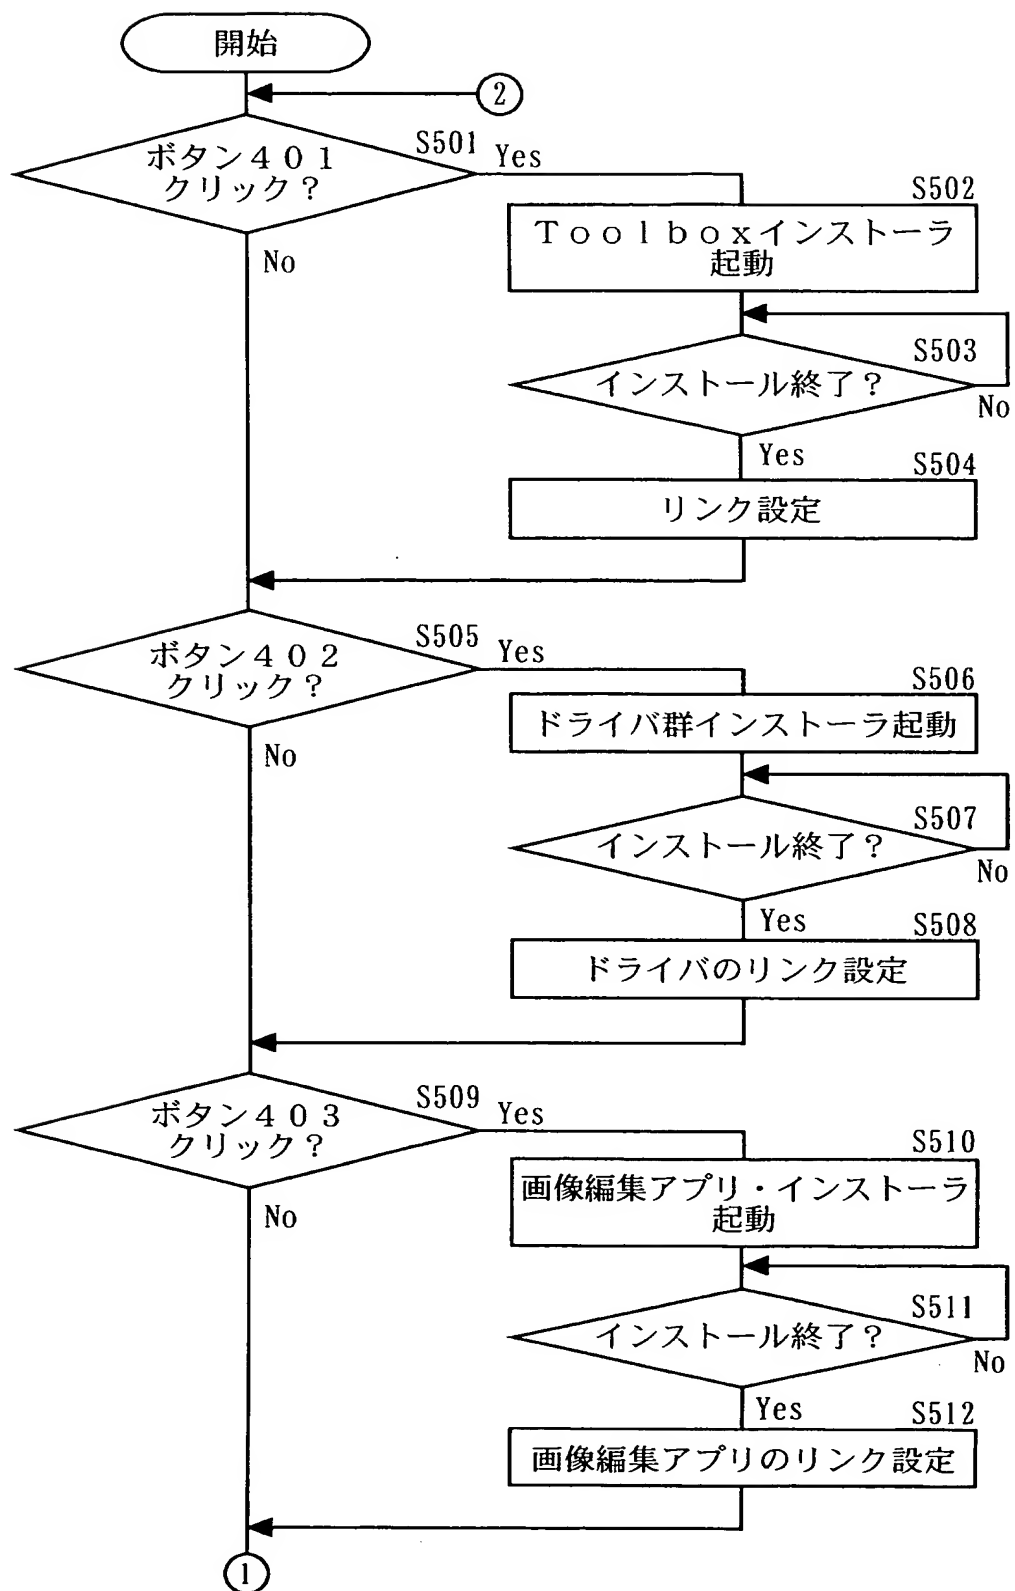 開始
②
ボタン４０１
クリック？
S501
Yes
No
S502
Ｔｏｏｌｂｏｘインストーラ
起動
S503
インストール終了？
No
Yes
S504
リンク設定
ボタン４０２
クリック？
S505
Yes
No
S506
ドライバ群インストーラ起動
S507
インストール終了？
No
Yes
S508
ドライバのリンク設定
ボタン４０３
クリック？
S509
Yes
No
S510
画像編集アプリ・インストーラ
起動
S511
インストール終了？
No
Yes
S512
画像編集アプリのリンク設定
①